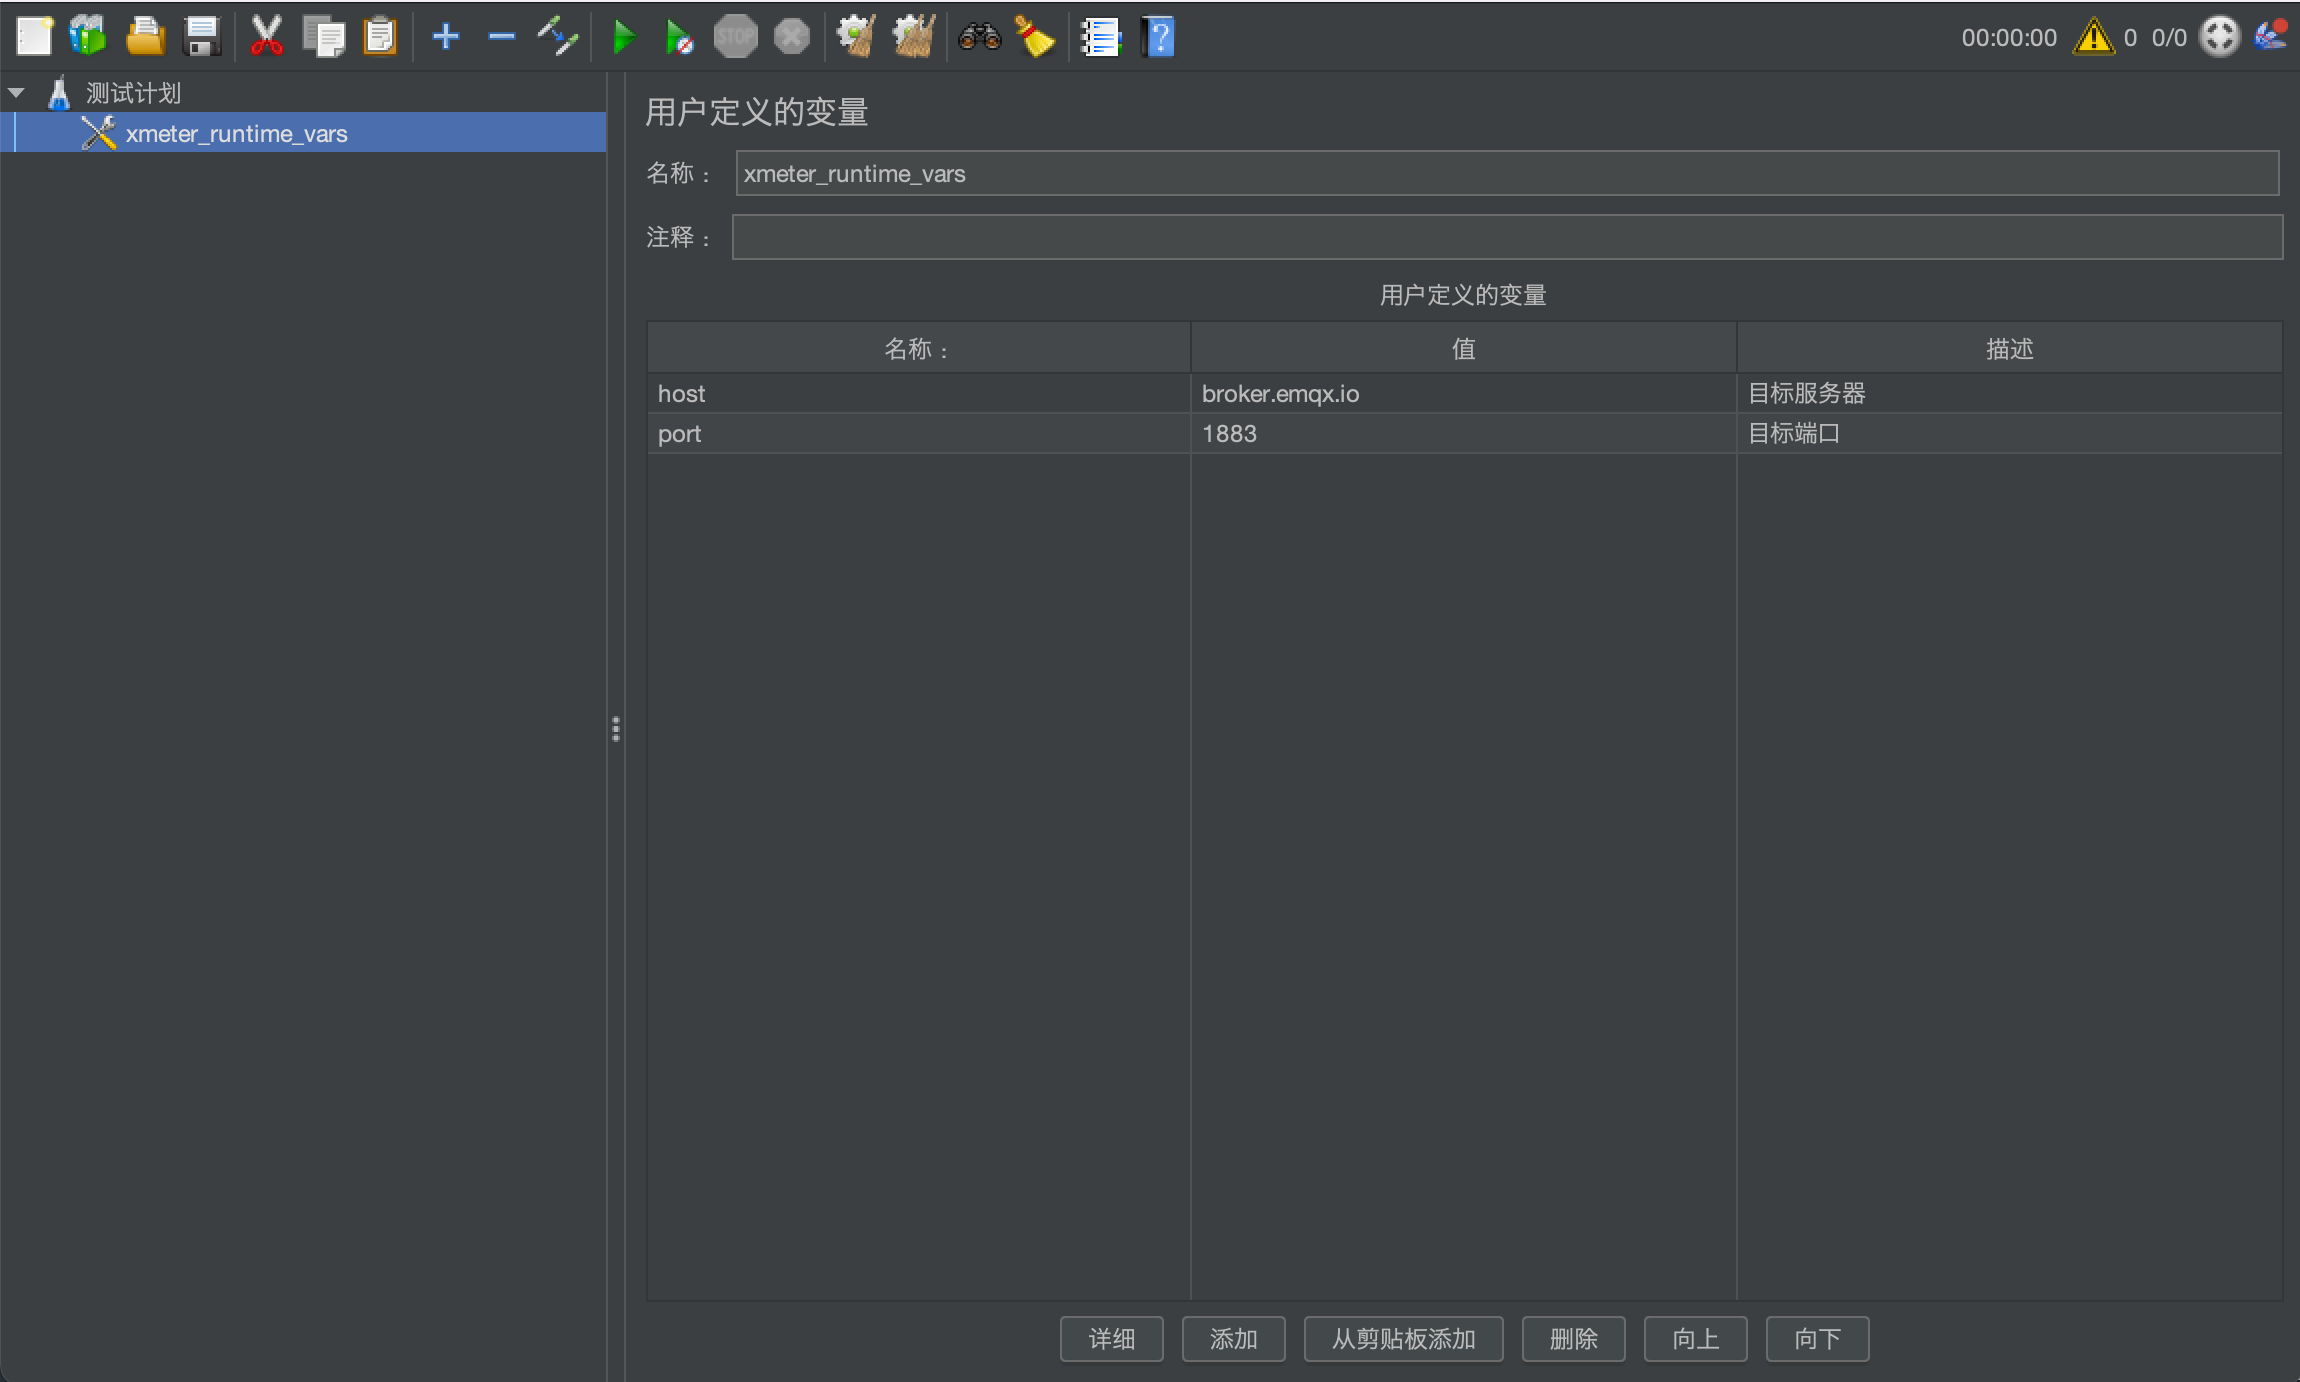 STOP
00:00:00 0 0/0
测试计划
xmeter_runtime_vars
用户定义的变量
名称： xmeter_runtime_vars
注释：
用户定义的变量
名称： 值 描述
host broker.emqx.io 目标服务器
port 1883 目标端口
详细 添加 从剪贴板添加 删除 向上 向下